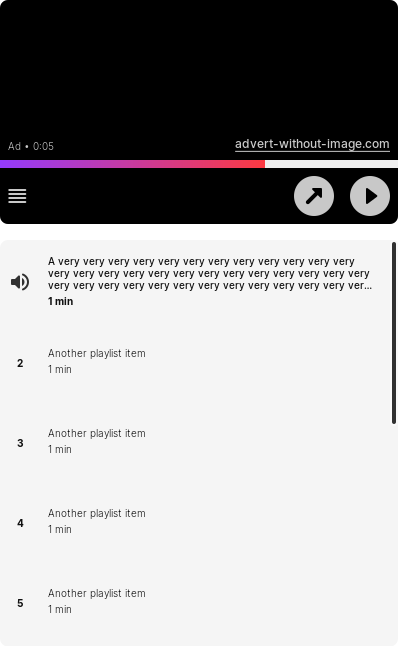 Ad • 0:05
advert-without-image.com
A very very very very very very very very very very very very
very very very very very very very very very very very very very
very very very very very very very very very very very very ver...
1 min
2
Another playlist item
1 min
3
Another playlist item
1 min
4
Another playlist item
1 min
5
Another playlist item
1 min